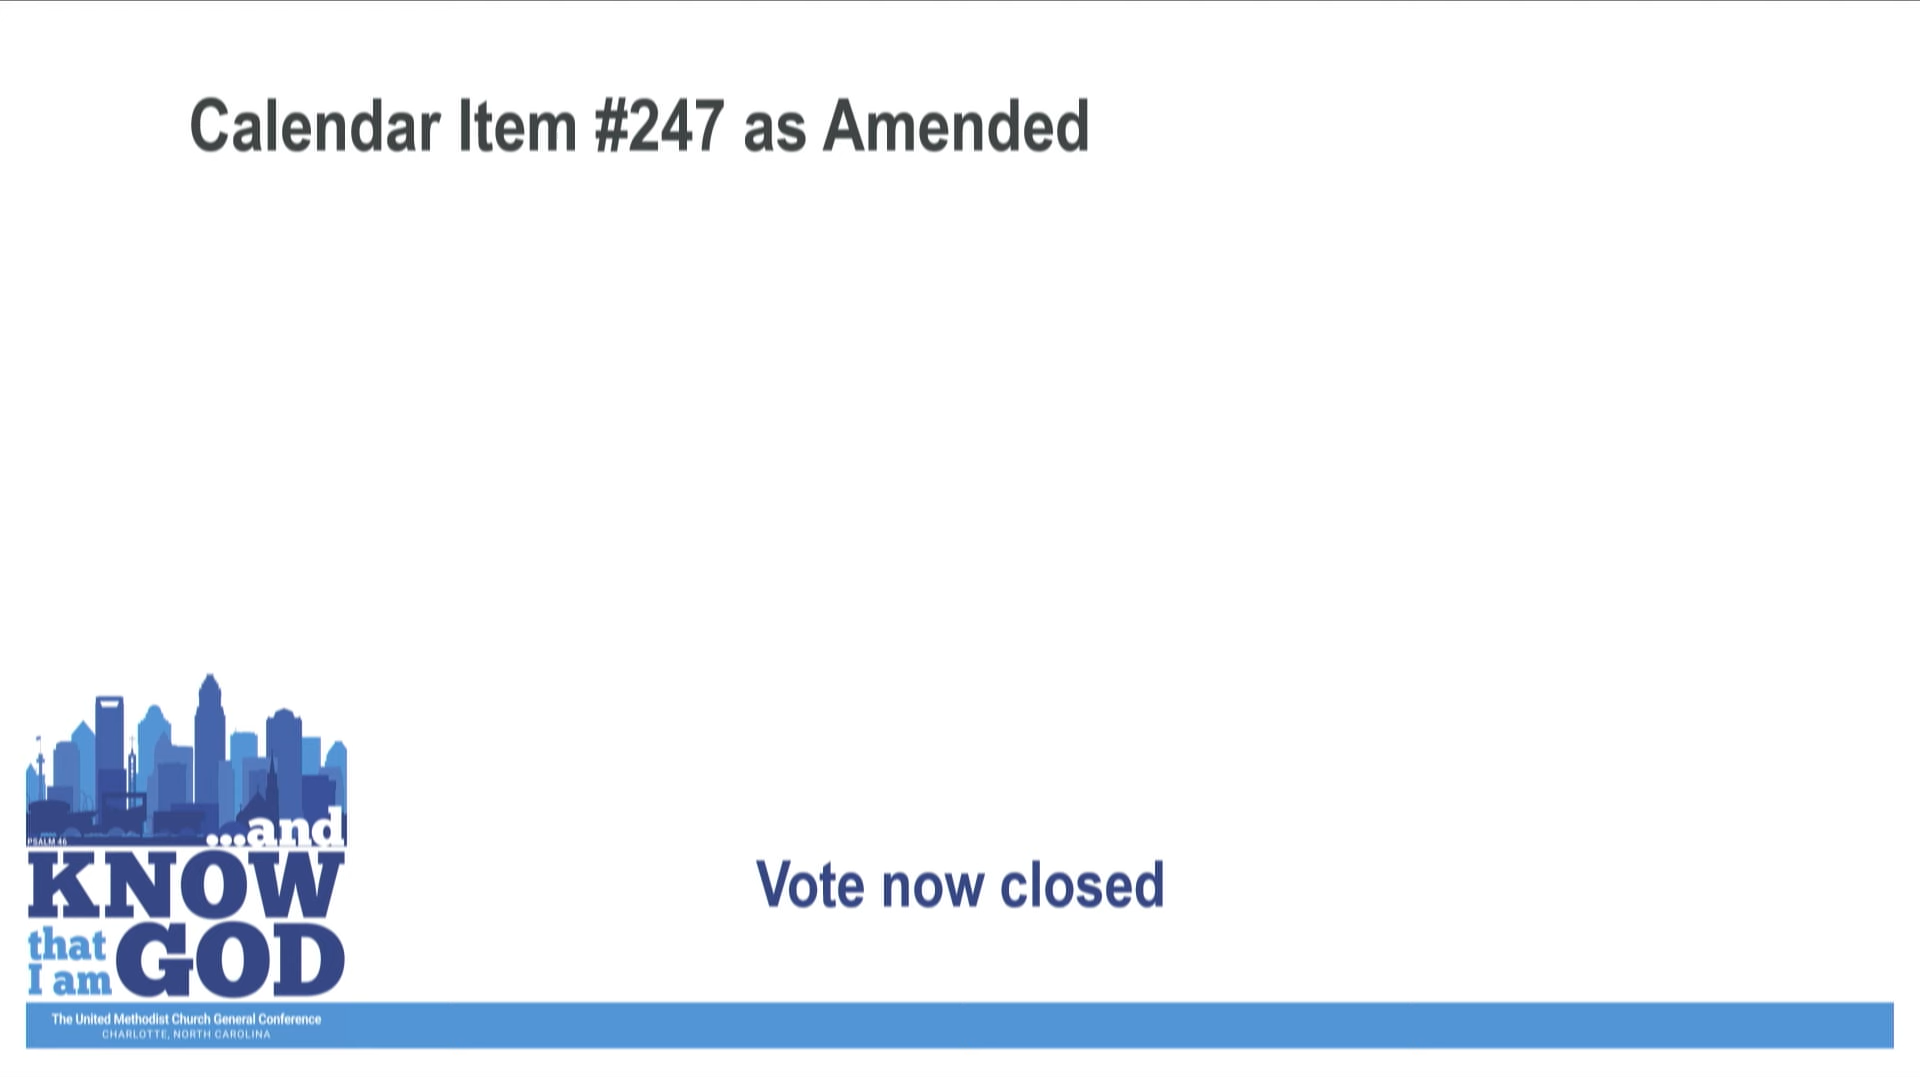 Calendar Item #247 as Amended
PSALM 46
...and
KNOW
that
I am
GOD
Vote now closed
The United Methodist Church General Conference
CHARLOTTE, NORTH CAROLINA